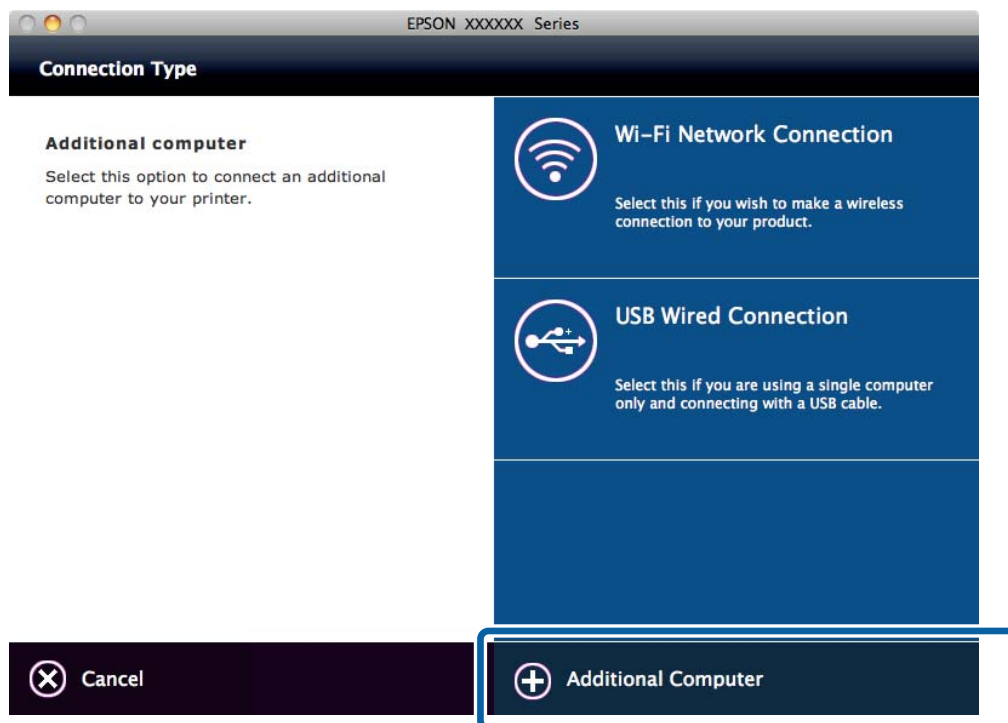 EPSON XXXXXX Series
Connection Type
Additional computer
Select this option to connect an additional
computer to your printer.
Wi-Fi Network Connection
Select this if you wish to make a wireless
connection to your product.
USB Wired Connection
Select this if you are using a single computer
only and connecting with a USB cable.
Cancel
Additional Computer